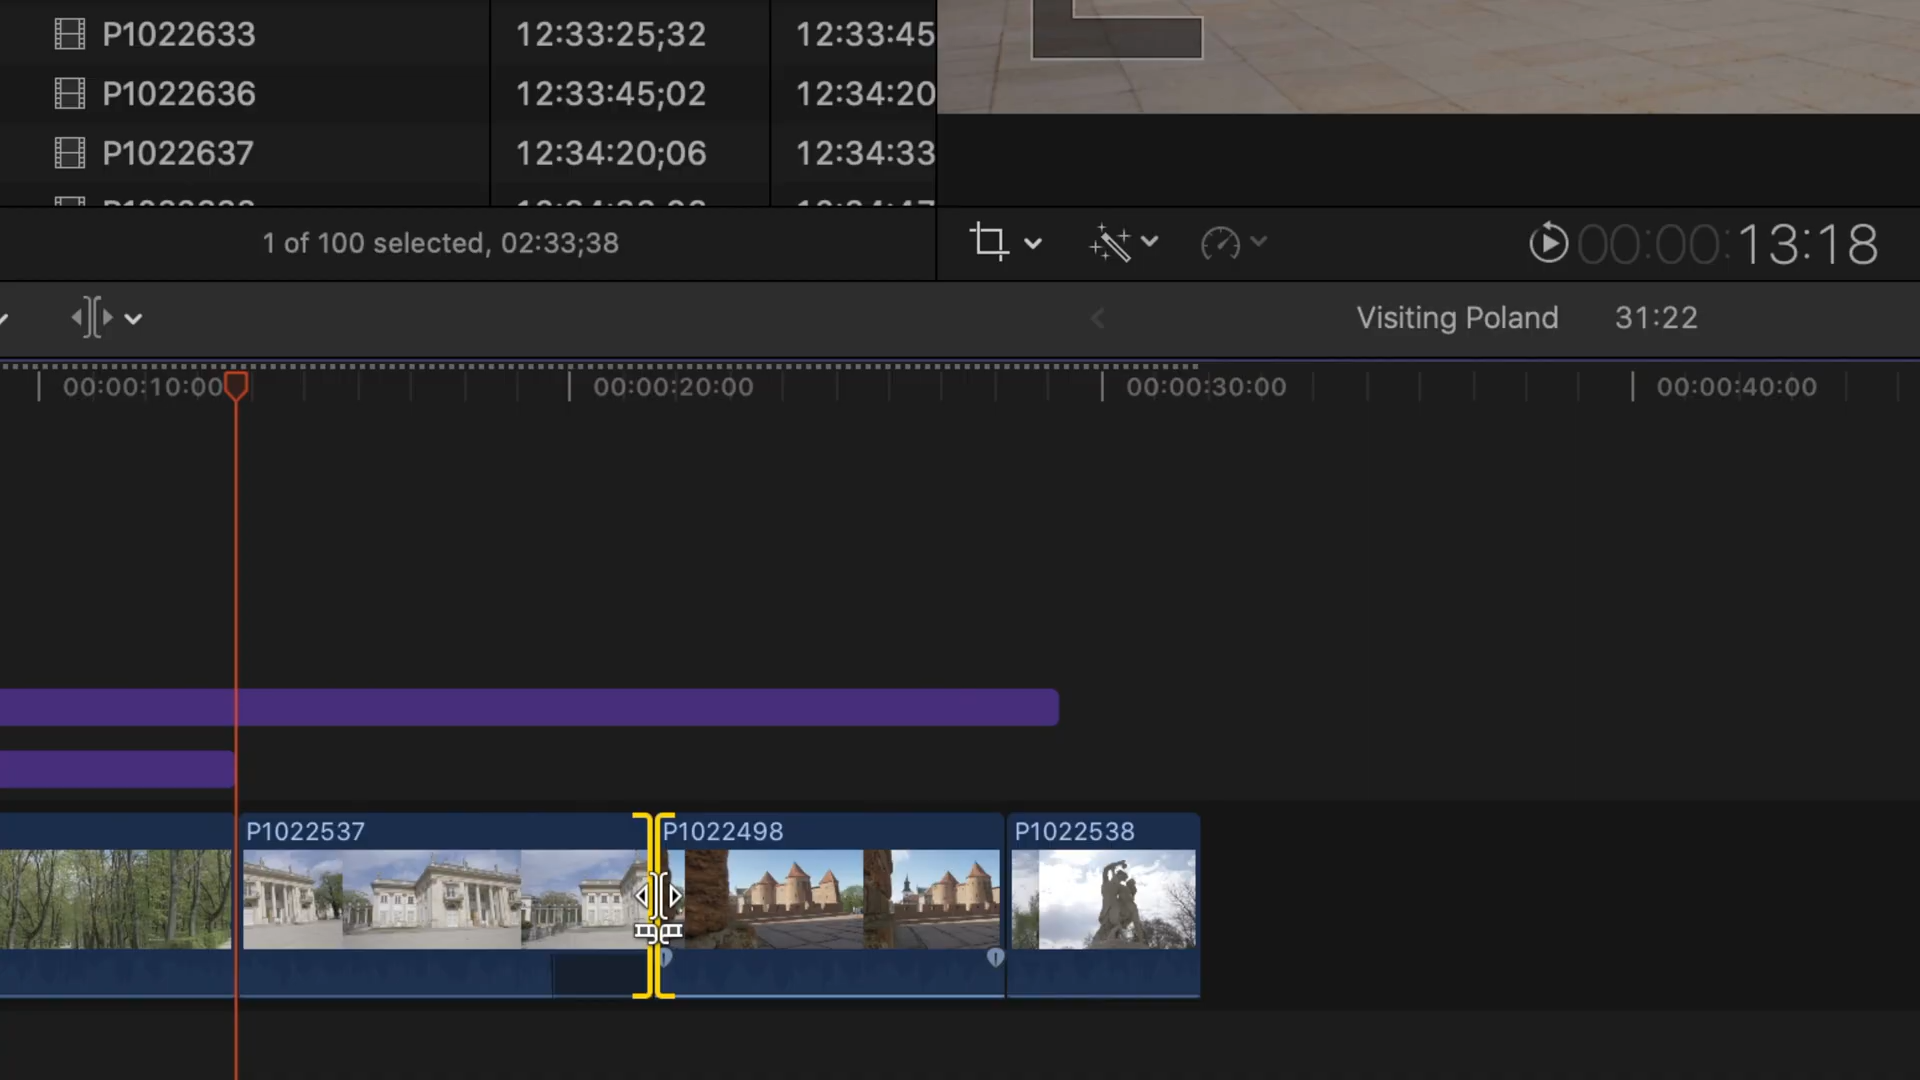 P1022633 12:33:25;32 12:33:45
P1022636 12:33:45;02 12:34:20
P1022637 12:34:20;06 12:34:33
1 of 100 selected, 02:33;38
00:00:13:18
Visiting Poland 31:22
00:00:10:00 00:00:20:00 00:00:30:00 00:00:40:00
P1022537 P1022498 P1022538